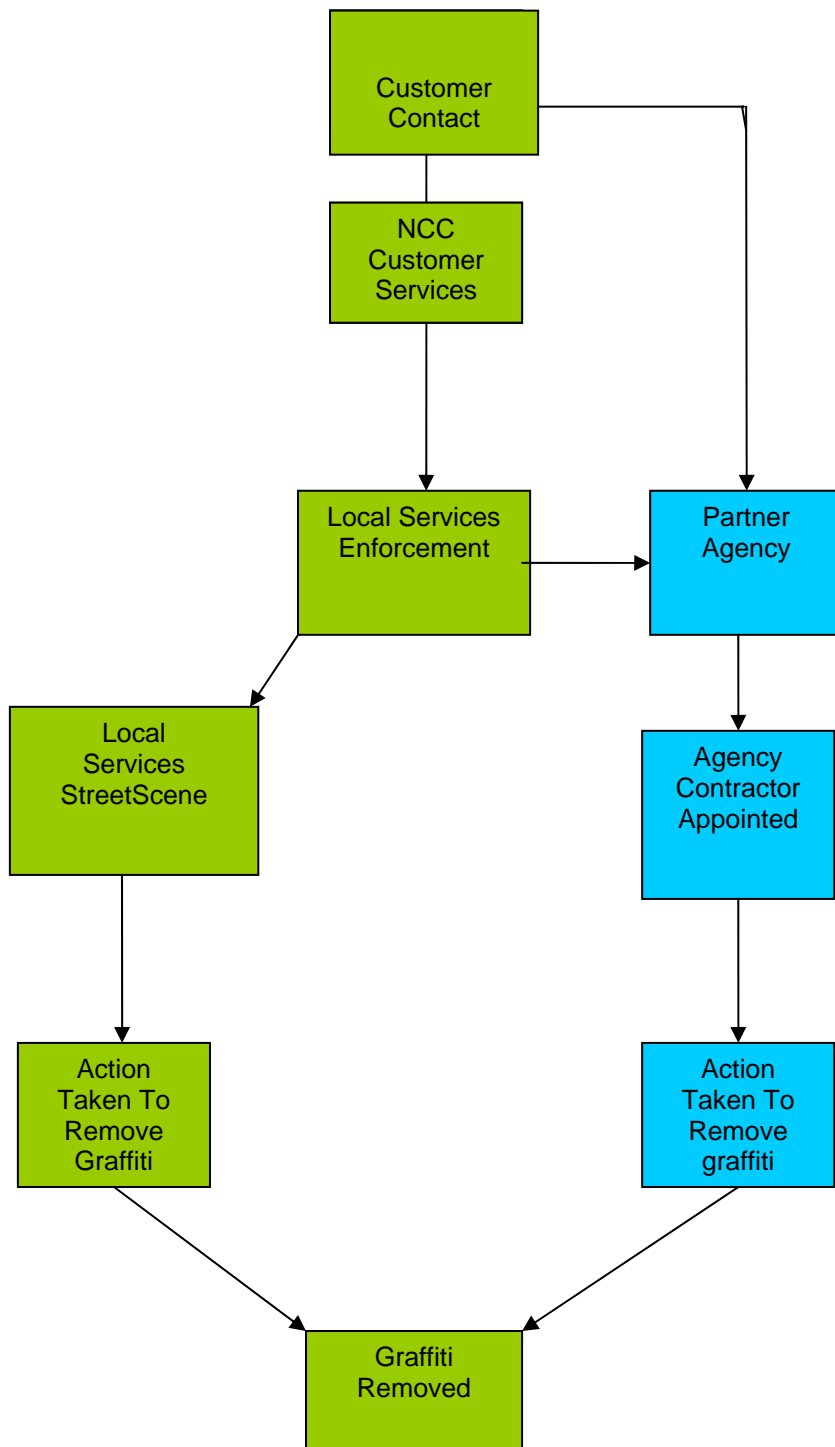 Customer
Contact
NCC
Customer
Services
Local Services
Enforcement
Partner
Agency
Local
Services
StreetScene
Agency
Contractor
Appointed
Action
Taken To
Remove
Graffiti
Action
Taken To
Remove
graffiti
Graffiti
Removed